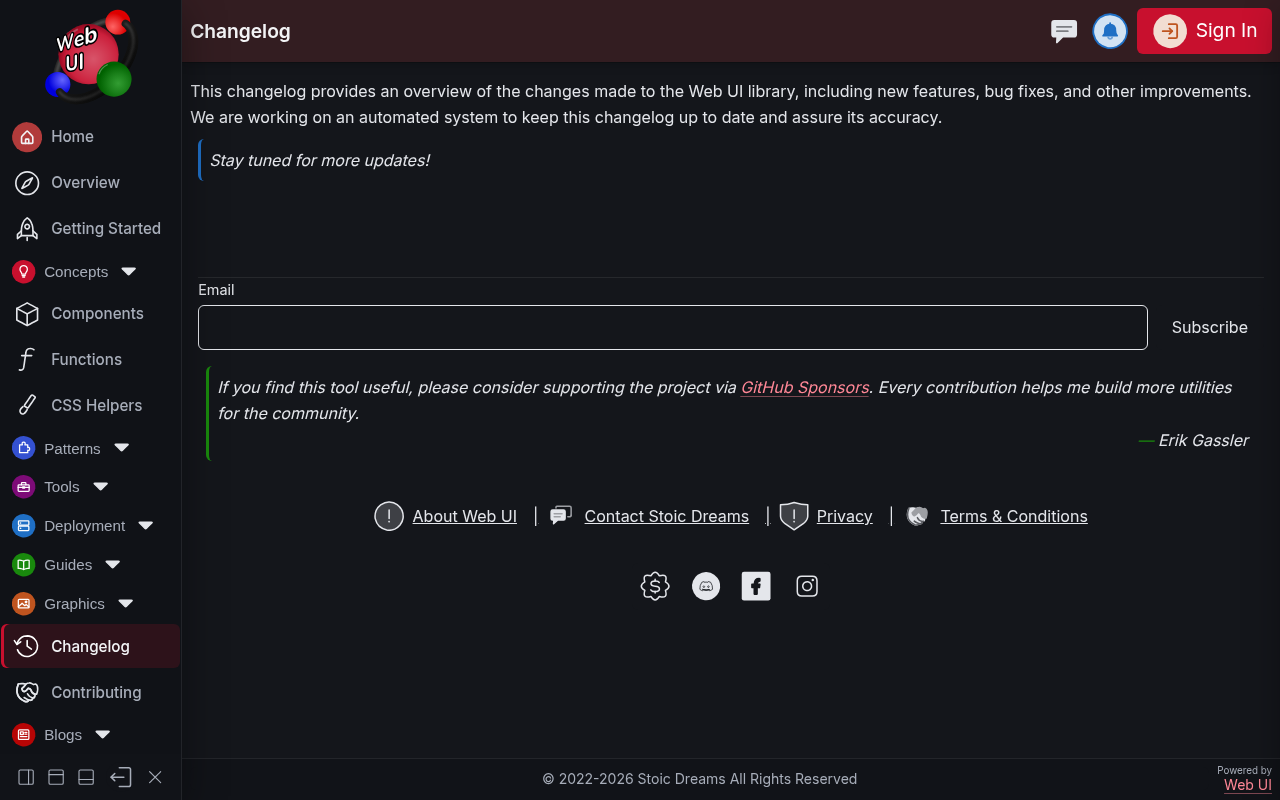 Web
UI
Home
Overview
Getting Started
Concepts
Components
Functions
CSS Helpers
Patterns
Tools
Deployment
Guides
Graphics
Changelog
Contributing
Blogs
Changelog
Sign In
This changelog provides an overview of the changes made to the Web UI library, including new features, bug fixes, and other improvements.
We are working on an automated system to keep this changelog up to date and assure its accuracy.
Stay tuned for more updates!
Email
Subscribe
If you find this tool useful, please consider supporting the project via GitHub Sponsors. Every contribution helps me build more utilities
for the community.
— Erik Gassler
About Web UI | Contact Stoic Dreams | Privacy | Terms & Conditions
© 2022-2026 Stoic Dreams All Rights Reserved
Powered by
Web UI